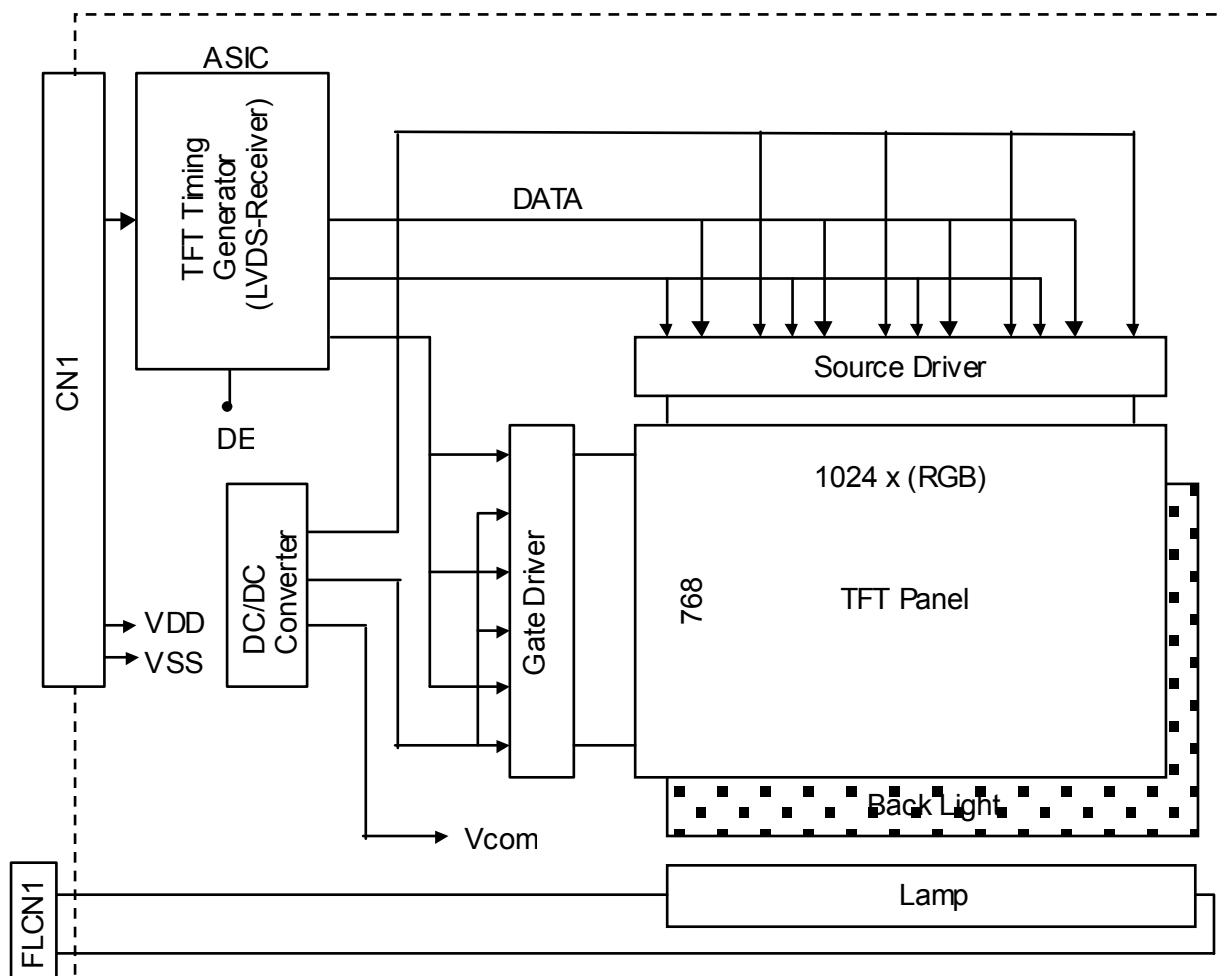 ASIC
TFT Timing
Generator
(LVDS-Receiver)
CN1
DATA
Source Driver
DE
1024 x (RGB)
768
TFT Panel
Gate Driver
DC/DC
Converter
VDD
VSS
Back Light
Vcom
FLCN1
Lamp